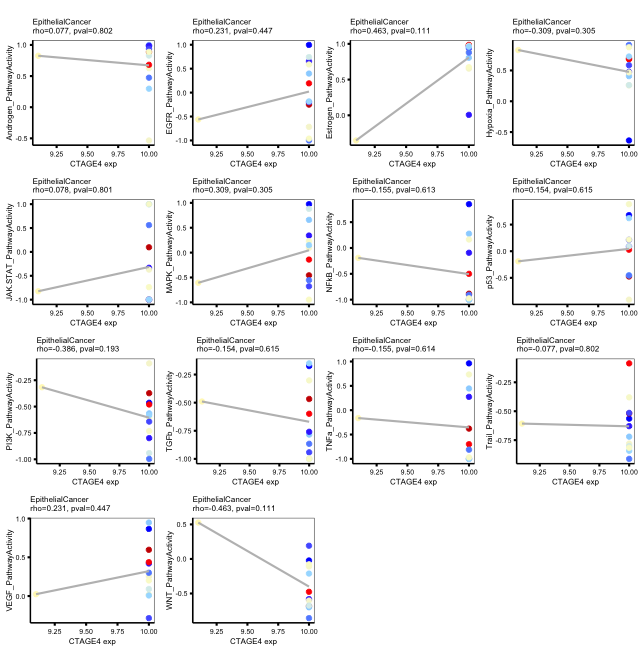 EpithelialCancer
rho=0.077, pval=0.802
Androgen_PathwayActivity
1.0
0.5
0.0
-0.5
9.25 9.50 9.75 10.00
CTAGE4 exp
EpithelialCancer
rho=0.231, pval=0.447
EGFR_PathwayActivity
1.0
0.5
0.0
-0.5
-1.0
9.25 9.50 9.75 10.00
CTAGE4 exp
EpithelialCancer
rho=0.463, pval=0.111
Estrogen_PathwayActivity
1.0
0.5
0.0
9.25 9.50 9.75 10.00
CTAGE4 exp
EpithelialCancer
rho=-0.309, pval=0.305
Hypoxia_PathwayActivity
0.5
0.0
-0.5
9.25 9.50 9.75 10.00
CTAGE4 exp
EpithelialCancer
rho=0.078, pval=0.801
JAK-STAT_PathwayActivity
1.0
0.5
0.0
-0.5
-1.0
9.25 9.50 9.75 10.00
CTAGE4 exp
EpithelialCancer
rho=0.309, pval=0.305
MAPK_PathwayActivity
1.0
0.5
0.0
-0.5
-1.0
9.25 9.50 9.75 10.00
CTAGE4 exp
EpithelialCancer
rho=-0.155, pval=0.613
NFkB_PathwayActivity
0.5
0.0
-0.5
-1.0
9.25 9.50 9.75 10.00
CTAGE4 exp
EpithelialCancer
rho=0.154, pval=0.615
p53_PathwayActivity
0.5
0.0
-0.5
9.25 9.50 9.75 10.00
CTAGE4 exp
EpithelialCancer
rho=-0.386, pval=0.193
PI3K_PathwayActivity
-0.25
-0.50
-0.75
-1.00
9.25 9.50 9.75 10.00
CTAGE4 exp
EpithelialCancer
rho=-0.154, pval=0.615
TGFb_PathwayActivity
-0.25
-0.50
-0.75
-1.00
9.25 9.50 9.75 10.00
CTAGE4 exp
EpithelialCancer
rho=-0.155, pval=0.614
TNFa_PathwayActivity
1.0
0.5
0.0
-0.5
-1.0
9.25 9.50 9.75 10.00
CTAGE4 exp
EpithelialCancer
rho=-0.077, pval=0.802
Trail_PathwayActivity
-0.25
-0.50
-0.75
9.25 9.50 9.75 10.00
CTAGE4 exp
EpithelialCancer
rho=0.231, pval=0.447
VEGF_PathwayActivity
1.0
0.5
0.0
9.25 9.50 9.75 10.00
CTAGE4 exp
EpithelialCancer
rho=-0.463, pval=0.111
WNT_PathwayActivity
0.5
0.0
-0.5
9.25 9.50 9.75 10.00
CTAGE4 exp